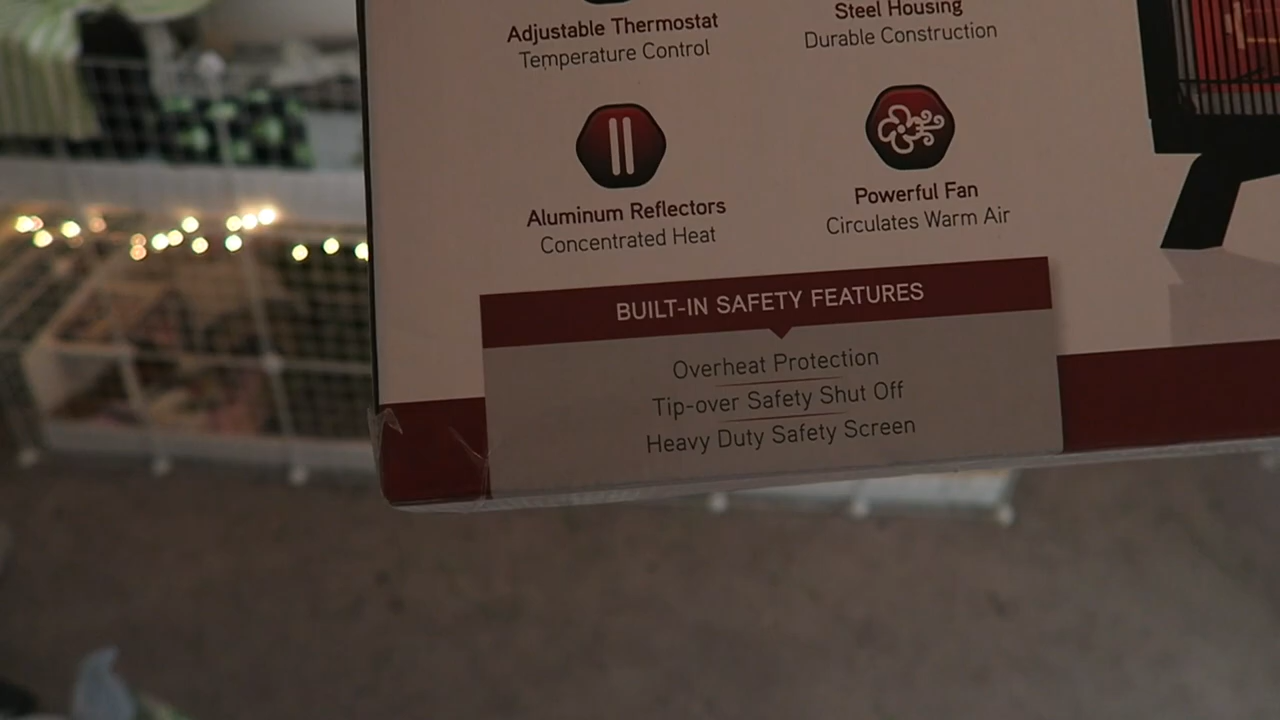 Adjustable Thermostat
Temperature Control
Steel Housing
Durable Construction
Aluminum Reflectors
Concentrated Heat
Powerful Fan
Circulates Warm Air
BUILT-IN SAFETY FEATURES
Overheat Protection
Tip-over Safety Shut Off
Heavy Duty Safety Screen